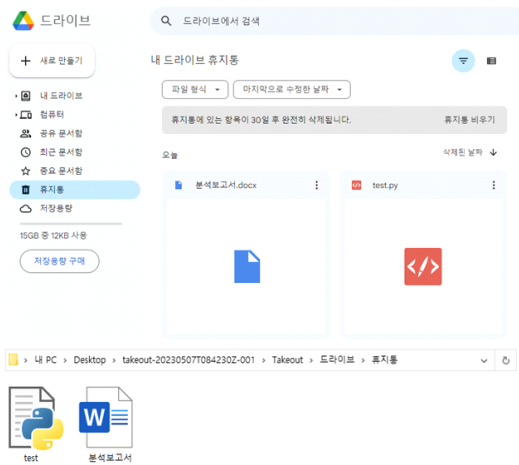 드라이브
드라이브에서 검색
새로 만들기
내 드라이브 휴지통
내 드라이브
컴퓨터
공유 문서함
최근 문서함
중요 문서함
휴지통
저장용량
15GB 중 12KB 사용
저장용량 구매
파일 형식
마지막으로 수정한 날짜
휴지통에 있는 항목이 30일 후 완전히 삭제됩니다.
휴지통 비우기
오늘
삭제된 날짜
분석보고서.docx
test.py
내 PC > Desktop > takeout-20230507T084230Z-001 > Takeout > 드라이브 > 휴지통
W
test
분석보고서